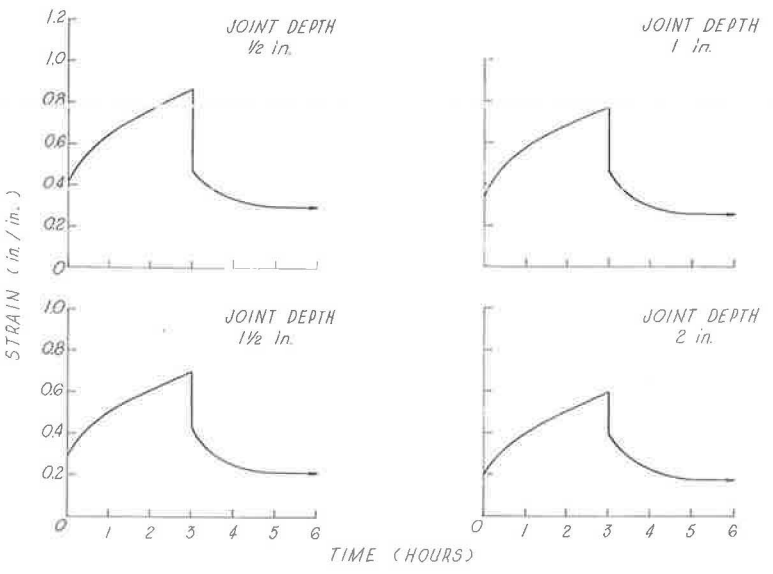 1.2
1.0
0.8
0.6
0.4
0.2
0
JOINT DEPTH
1/2 in.
JOINT DEPTH
1 in.
STRAIN (in/in.)
1.0
0.8
0.6
0.4
0.2
0
1 2 3 4 5 6
JOINT DEPTH
1 1/2 in.
JOINT DEPTH
2 in.
0 1 2 3 4 5 6
TIME (HOURS)